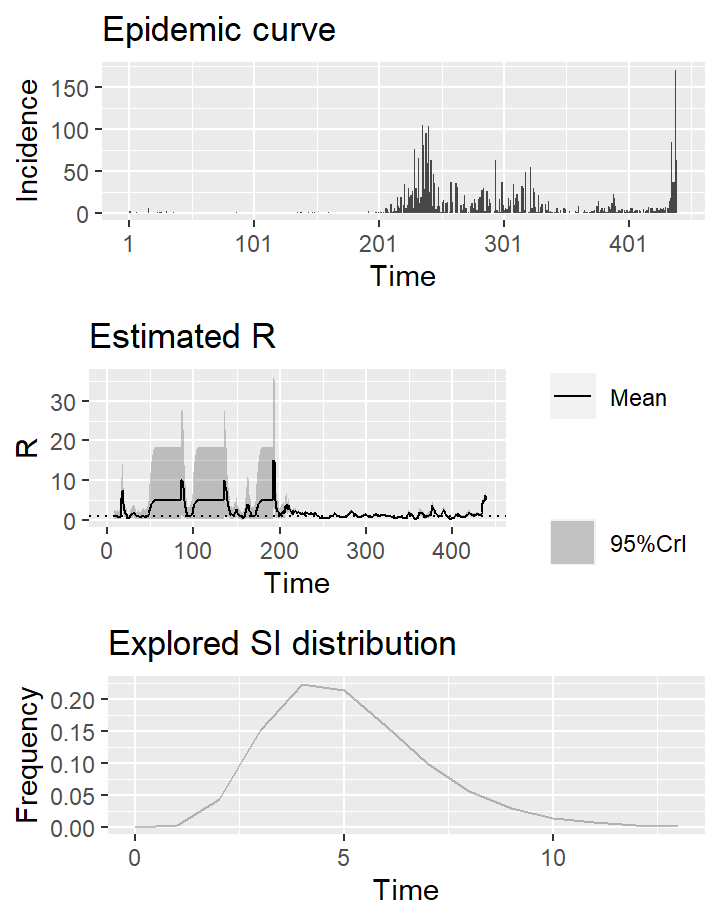 Epidemic curve
Incidence
150
100
50
0
1 101 201 301 401
Time
Estimated R
R
30
20
10
0
0 100 200 300 400
Time
Mean
95%CrI
Explored SI distribution
Frequency
0.20
0.15
0.10
0.05
0.00
0 5 10
Time